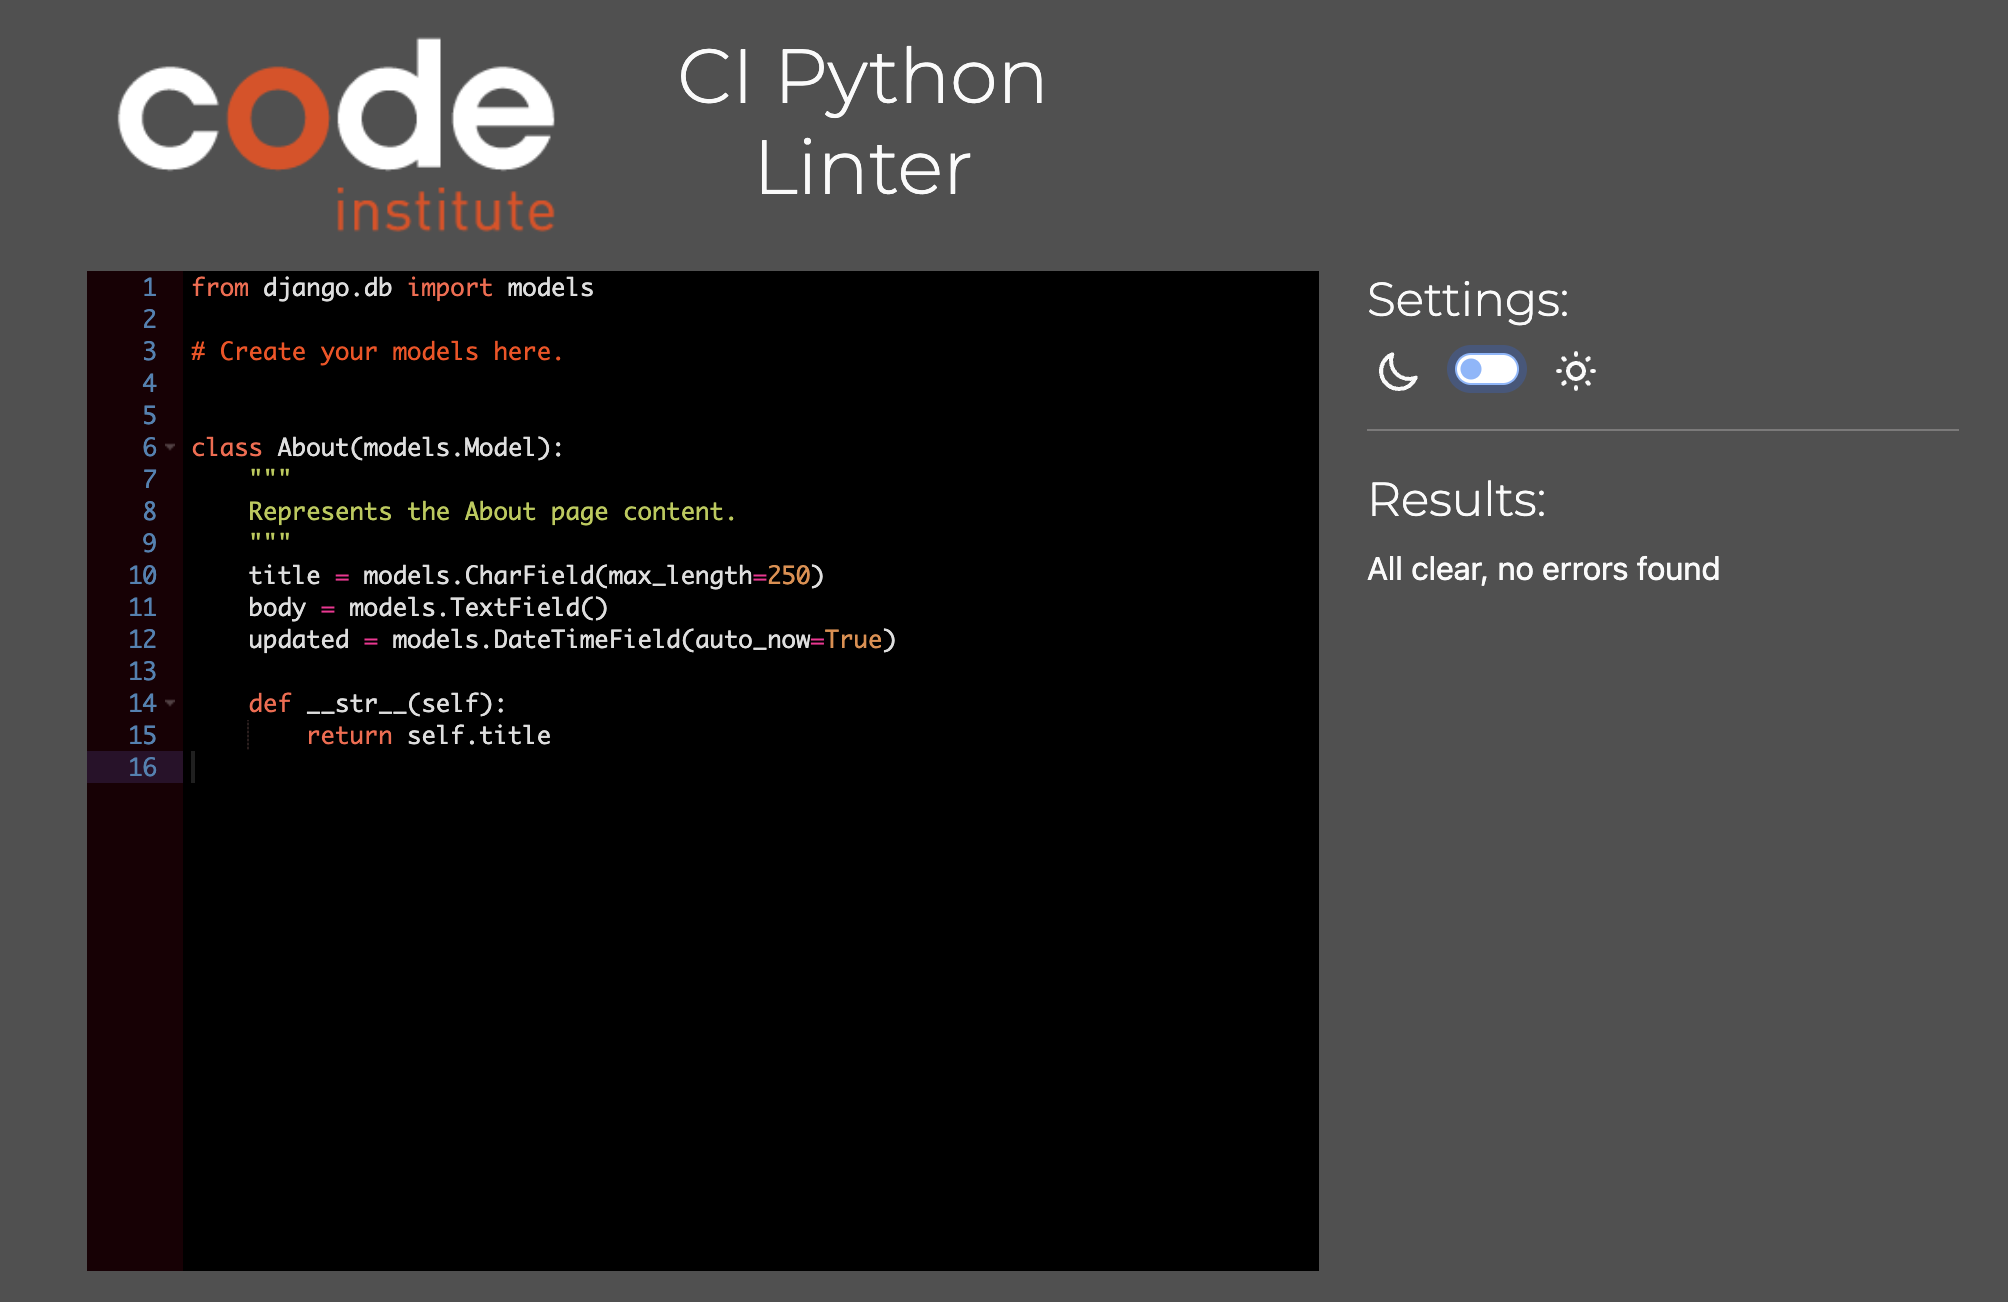 code
institute
CI Python
Linter
1 from django.db import models
2
3 # Create your models here.
4
5
6 class About(models.Model):
7     """
8     Represents the About page content.
9     """
10     title = models.CharField(max_length=250)
11     body = models.TextField()
12     updated = models.DateTimeField(auto_now=True)
13
14     def __str__(self):
15         return self.title
16
Settings:
Results:
All clear, no errors found